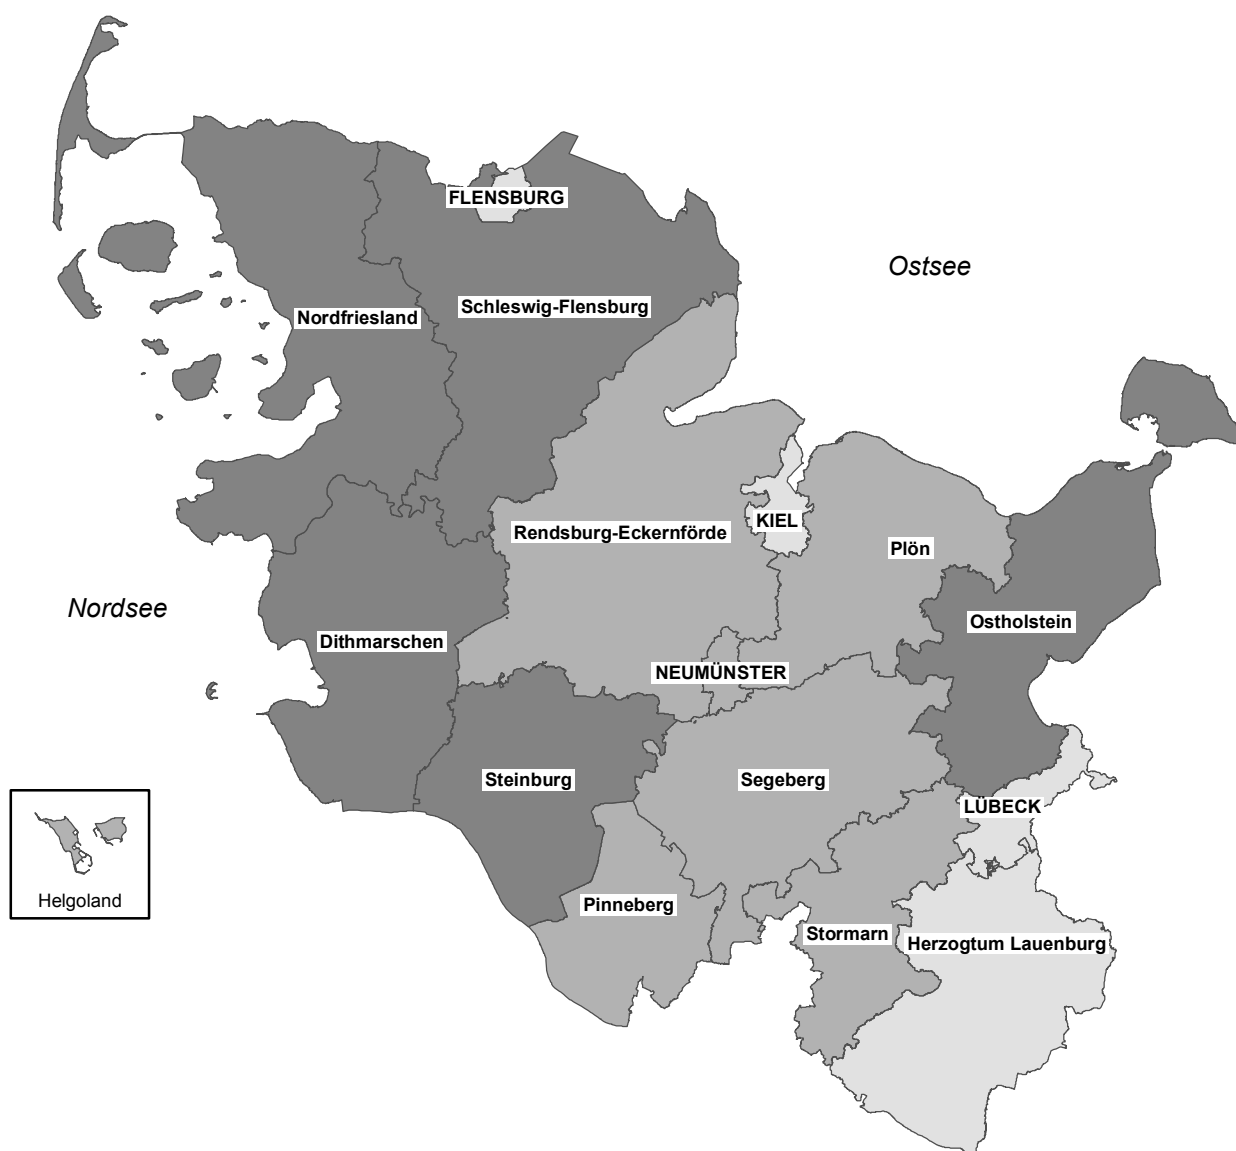 FLENSBURG
Ostsee
Schleswig-Flensburg
Nordfriesland
KIEL
Rendsburg-Eckernförde
Plön
Nordsee
Ostholstein
Dithmarschen
NEUMÜNSTER
Steinburg
Segeberg
LÜBECK
Helgoland
Pinneberg
Stormarn
Herzogtum Lauenburg